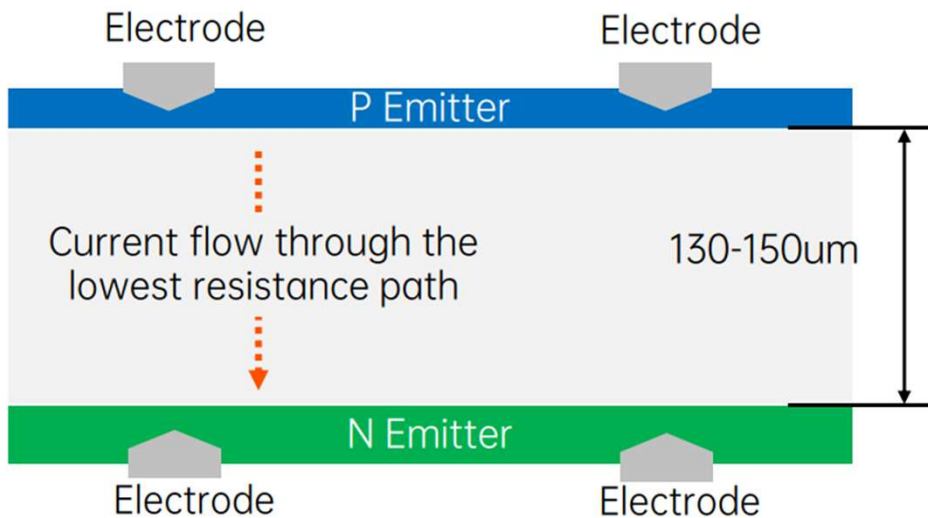 Electrode
Electrode
P Emitter
Current flow through the
lowest resistance path
130-150um
N Emitter
Electrode
Electrode